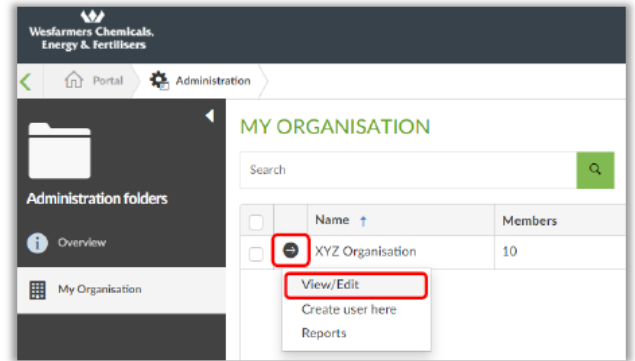 Wesfarmers Chemicals,
Energy & Fertilisers
Portal
Administration
MY ORGANISATION
Search
Administration folders
Name
Members
Overview
XYZ Organisation
10
View/Edit
My Organisation
Create user here
Reports